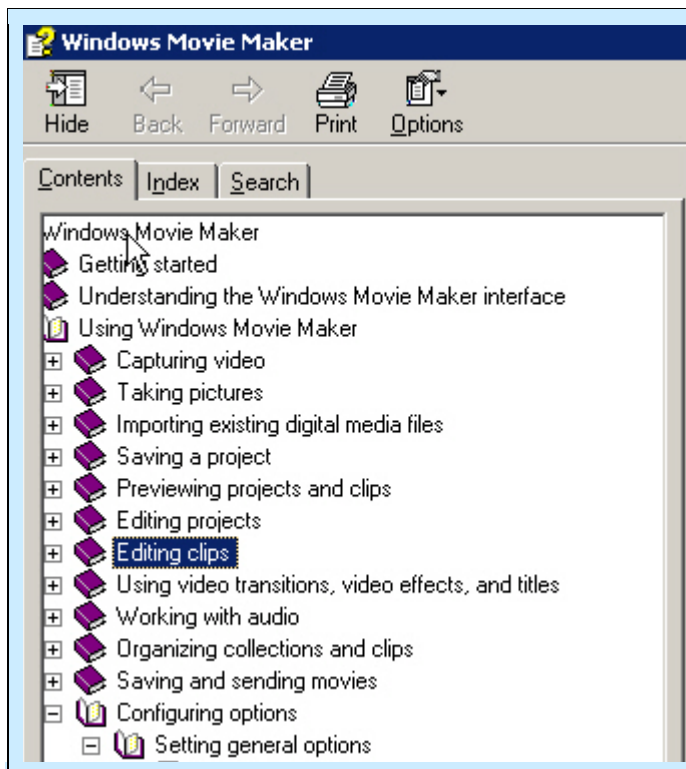 Windows Movie Maker
Hide Back Forward Print Options
Contents Index Search
Windows Movie Maker
Getting started
Understanding the Windows Movie Maker interface
Using Windows Movie Maker
Capturing video
Taking pictures
Importing existing digital media files
Saving a project
Previewing projects and clips
Editing projects
Editing clips
Using video transitions, video effects, and titles
Working with audio
Organizing collections and clips
Saving and sending movies
Configuring options
Setting general options